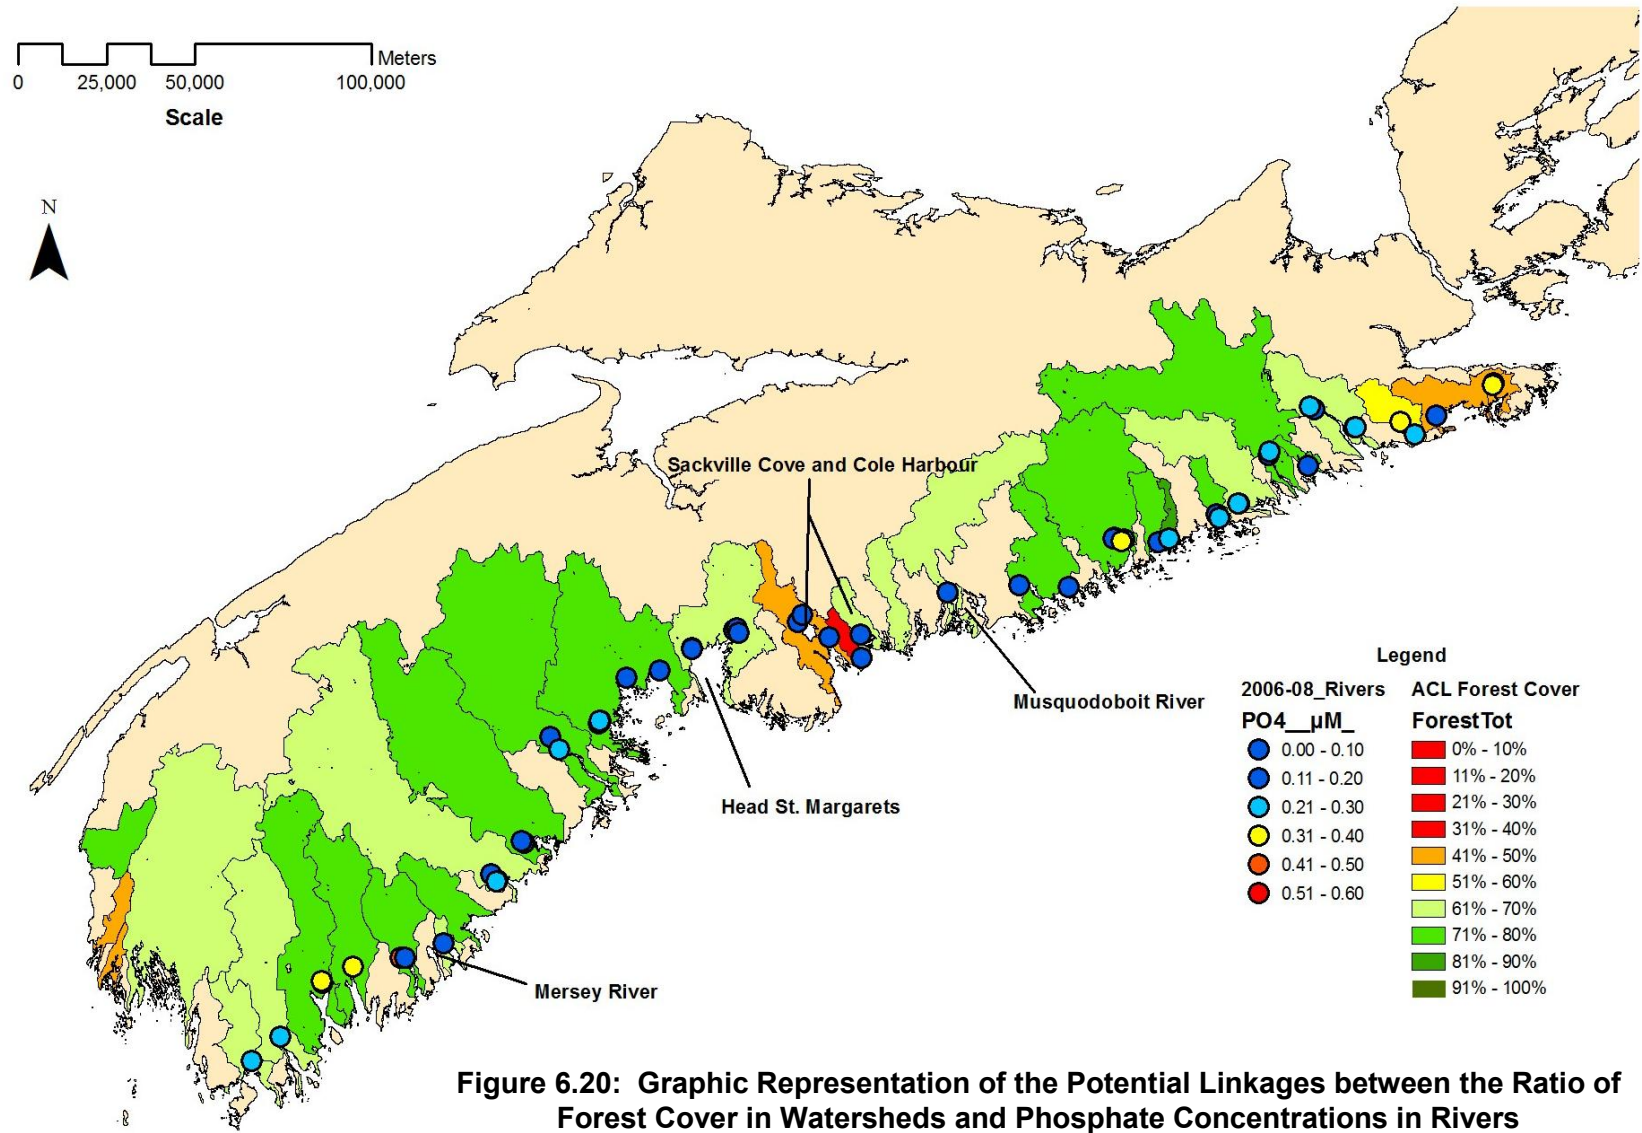 Meters
0 25,000 50,000 100,000
Scale
N
Sackville Cove and Cole Harbour
Musquodoboit River
Head St. Margarets
Mersey River
Legend
2006-08_Rivers ACL Forest Cover
PO4__µM_ ForestTot
0.00 - 0.10 0% - 10%
0.11 - 0.20 11% - 20%
0.21 - 0.30 21% - 30%
0.31 - 0.40 31% - 40%
0.41 - 0.50 41% - 50%
0.51 - 0.60 51% - 60%
61% - 70%
71% - 80%
81% - 90%
91% - 100%
Figure 6.20: Graphic Representation of the Potential Linkages between the Ratio of
Forest Cover in Watersheds and Phosphate Concentrations in Rivers